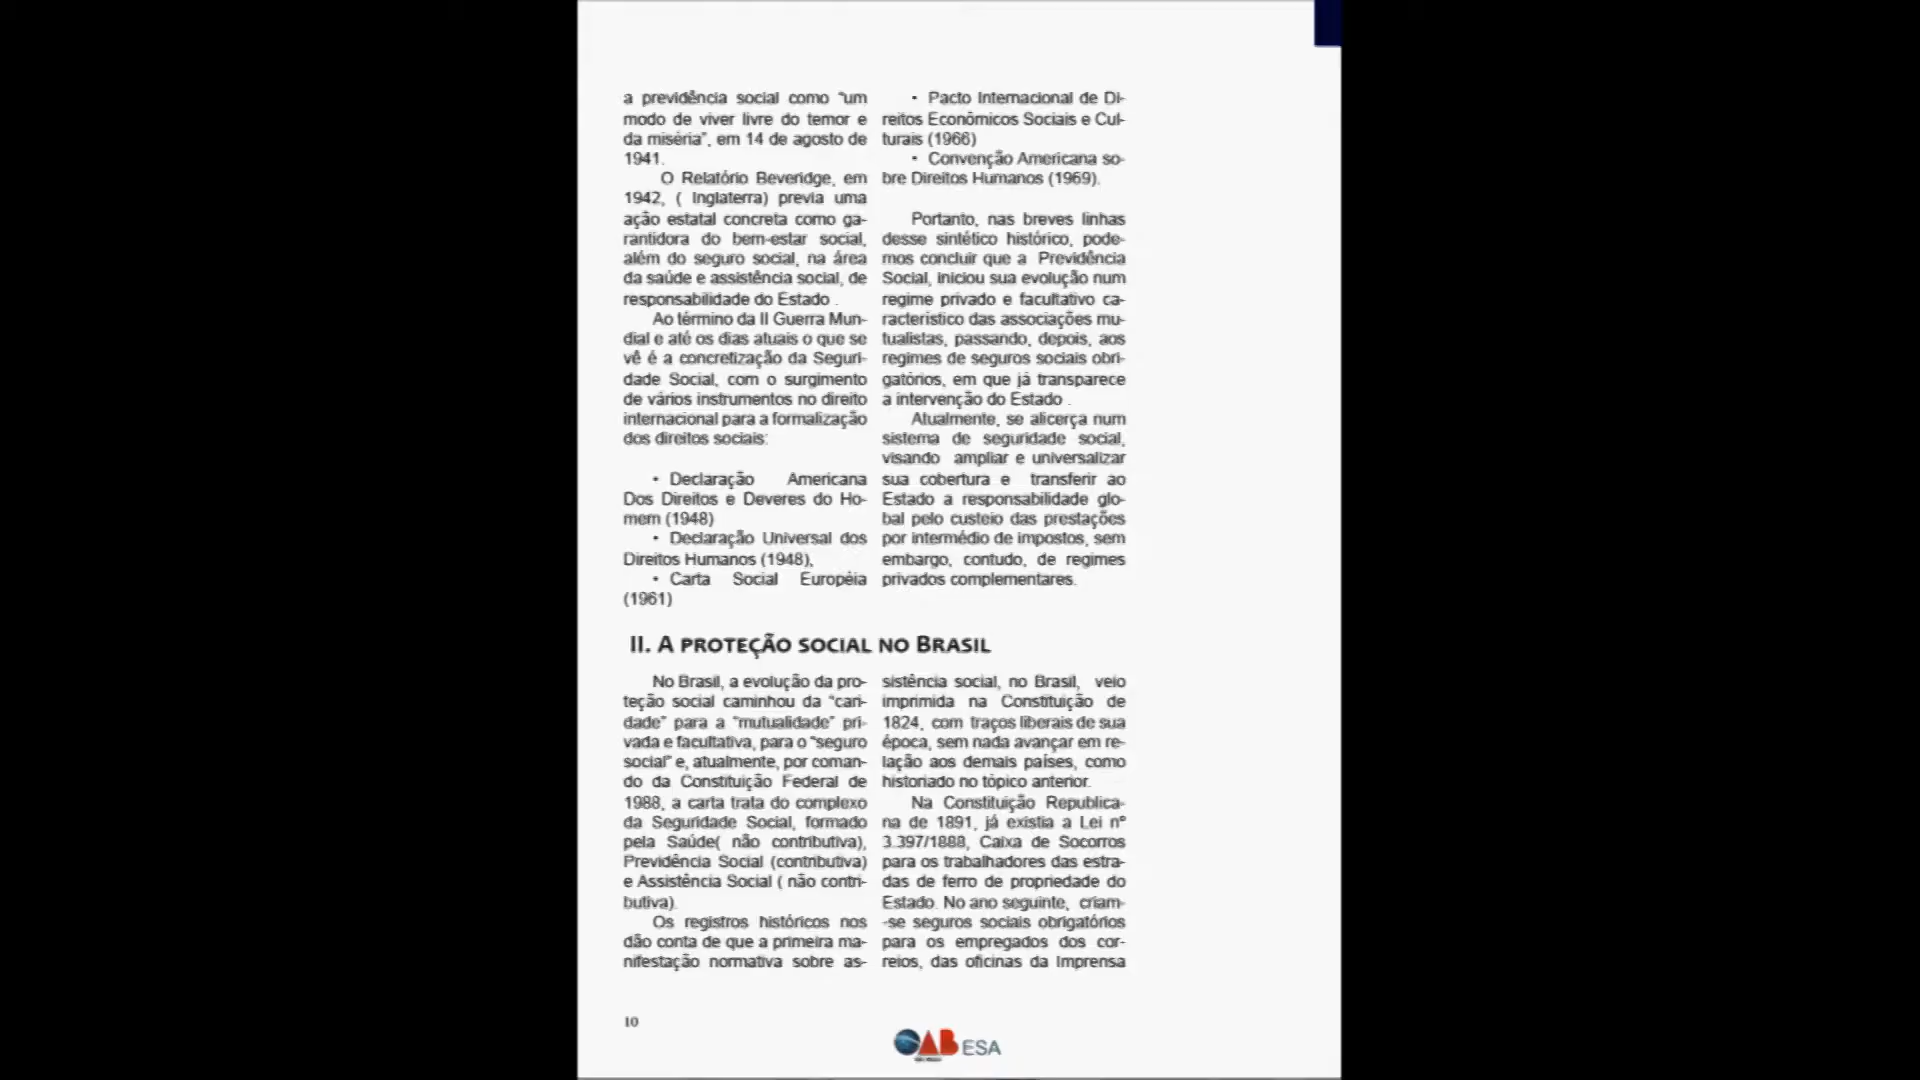 a previdência social como “um
modo de viver livre do temor e
da miséria”, em 14 de agosto de
1941.
O Relatório Beveridge, em
1942, ( Inglaterra) previa uma
ação estatal concreta como ga-
rantidora do bem-estar social,
além do seguro social, na área
da saúde e assistência social, de
responsabilidade do Estado .
Ao término da II Guerra Mun-
dial e até os dias atuais o que se
vê é a concretização da Seguri-
dade Social, com o surgimento
de vários instrumentos no direito
internacional para a formalização
dos direitos sociais:
• Declaração Americana
Dos Direitos e Deveres do Ho-
mem (1948)
• Declaração Universal dos
Direitos Humanos (1948),
• Carta Social Européia
(1961)
• Pacto Internacional de Di-
reitos Econômicos Sociais e Cul-
turais (1966)
• Convenção Americana so-
bre Direitos Humanos (1969).
Portanto, nas breves linhas
desse sintético histórico, pode-
mos concluir que a Previdência
Social, iniciou sua evolução num
regime privado e facultativo ca-
racterístico das associações mu-
tualistas, passando, depois, aos
regimes de seguros sociais obri-
gatórios, em que já transparece
a intervenção do Estado .
Atualmente, se alicerça num
sistema de seguridade social,
visando ampliar e universalizar
sua cobertura e transferir ao
Estado a responsabilidade glo-
bal pelo custeio das prestações
por intermédio de impostos, sem
embargo, contudo, de regimes
privados complementares.
II. A PROTEÇÃO SOCIAL NO BRASIL
No Brasil, a evolução da pro-
teção social caminhou da “cari-
dade” para a “mutualidade” pri-
vada e facultativa, para o “seguro
social” e, atualmente, por coman-
do da Constituição Federal de
1988, a carta trata do complexo
da Seguridade Social, formado
pela Saúde( não contributiva),
Previdência Social (contributiva)
e Assistência Social ( não contri-
butiva).
Os registros históricos nos
dão conta de que a primeira ma-
nifestação normativa sobre as-
sistência social, no Brasil, veio
imprimida na Constituição de
1824, com traços liberais de sua
época, sem nada avançar em re-
lação aos demais países, como
historiado no tópico anterior.
Na Constituição Republica-
na de 1891, já existia a Lei nº
3.397/1888, Caixa de Socorros
para os trabalhadores das estra-
das de ferro de propriedade do
Estado. No ano seguinte, criam-
-se seguros sociais obrigatórios
para os empregados dos cor-
reios, das oficinas da Imprensa
10
OAB ESA